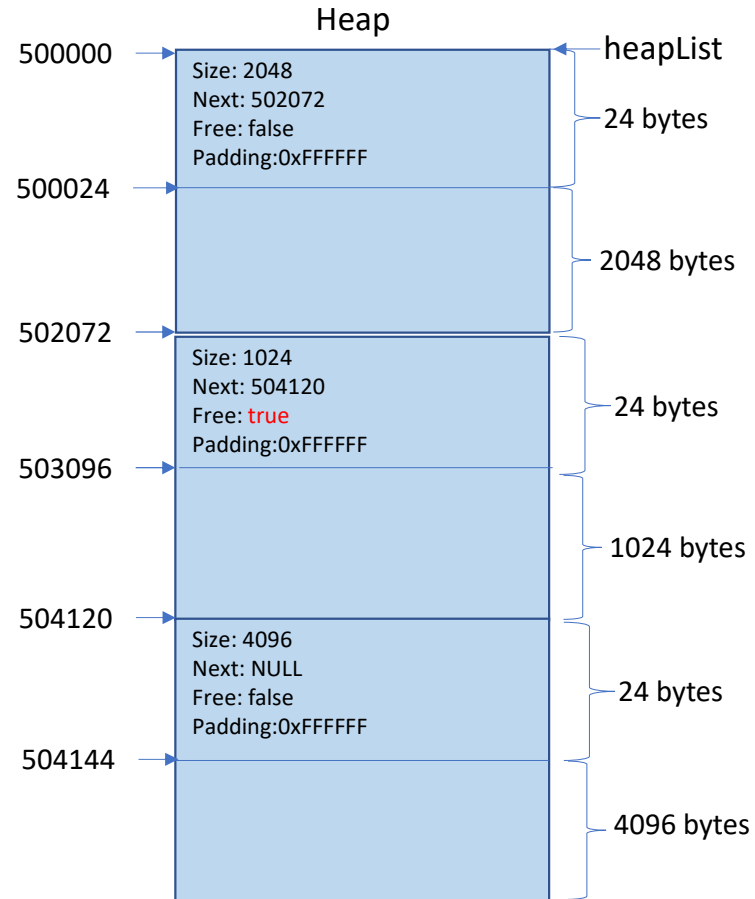 Heap
500000
heapList
Size: 2048
Next: 502072
Free: false
Padding:0xFFFFFF
24 bytes
500024
2048 bytes
502072
Size: 1024
Next: 504120
Free: true
Padding:0xFFFFFF
24 bytes
503096
1024 bytes
504120
Size: 4096
Next: NULL
Free: false
Padding:0xFFFFFF
24 bytes
504144
4096 bytes